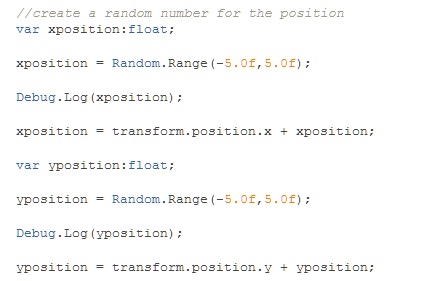 //create a random number for the position
var xposition:float;
xposition = Random.Range(-5.0f,5.0f);
Debug.Log(xposition);
xposition = transform.position.x + xposition;
var yposition:float;
yposition = Random.Range(-5.0f,5.0f);
Debug.Log(yposition);
yposition = transform.position.y + yposition;